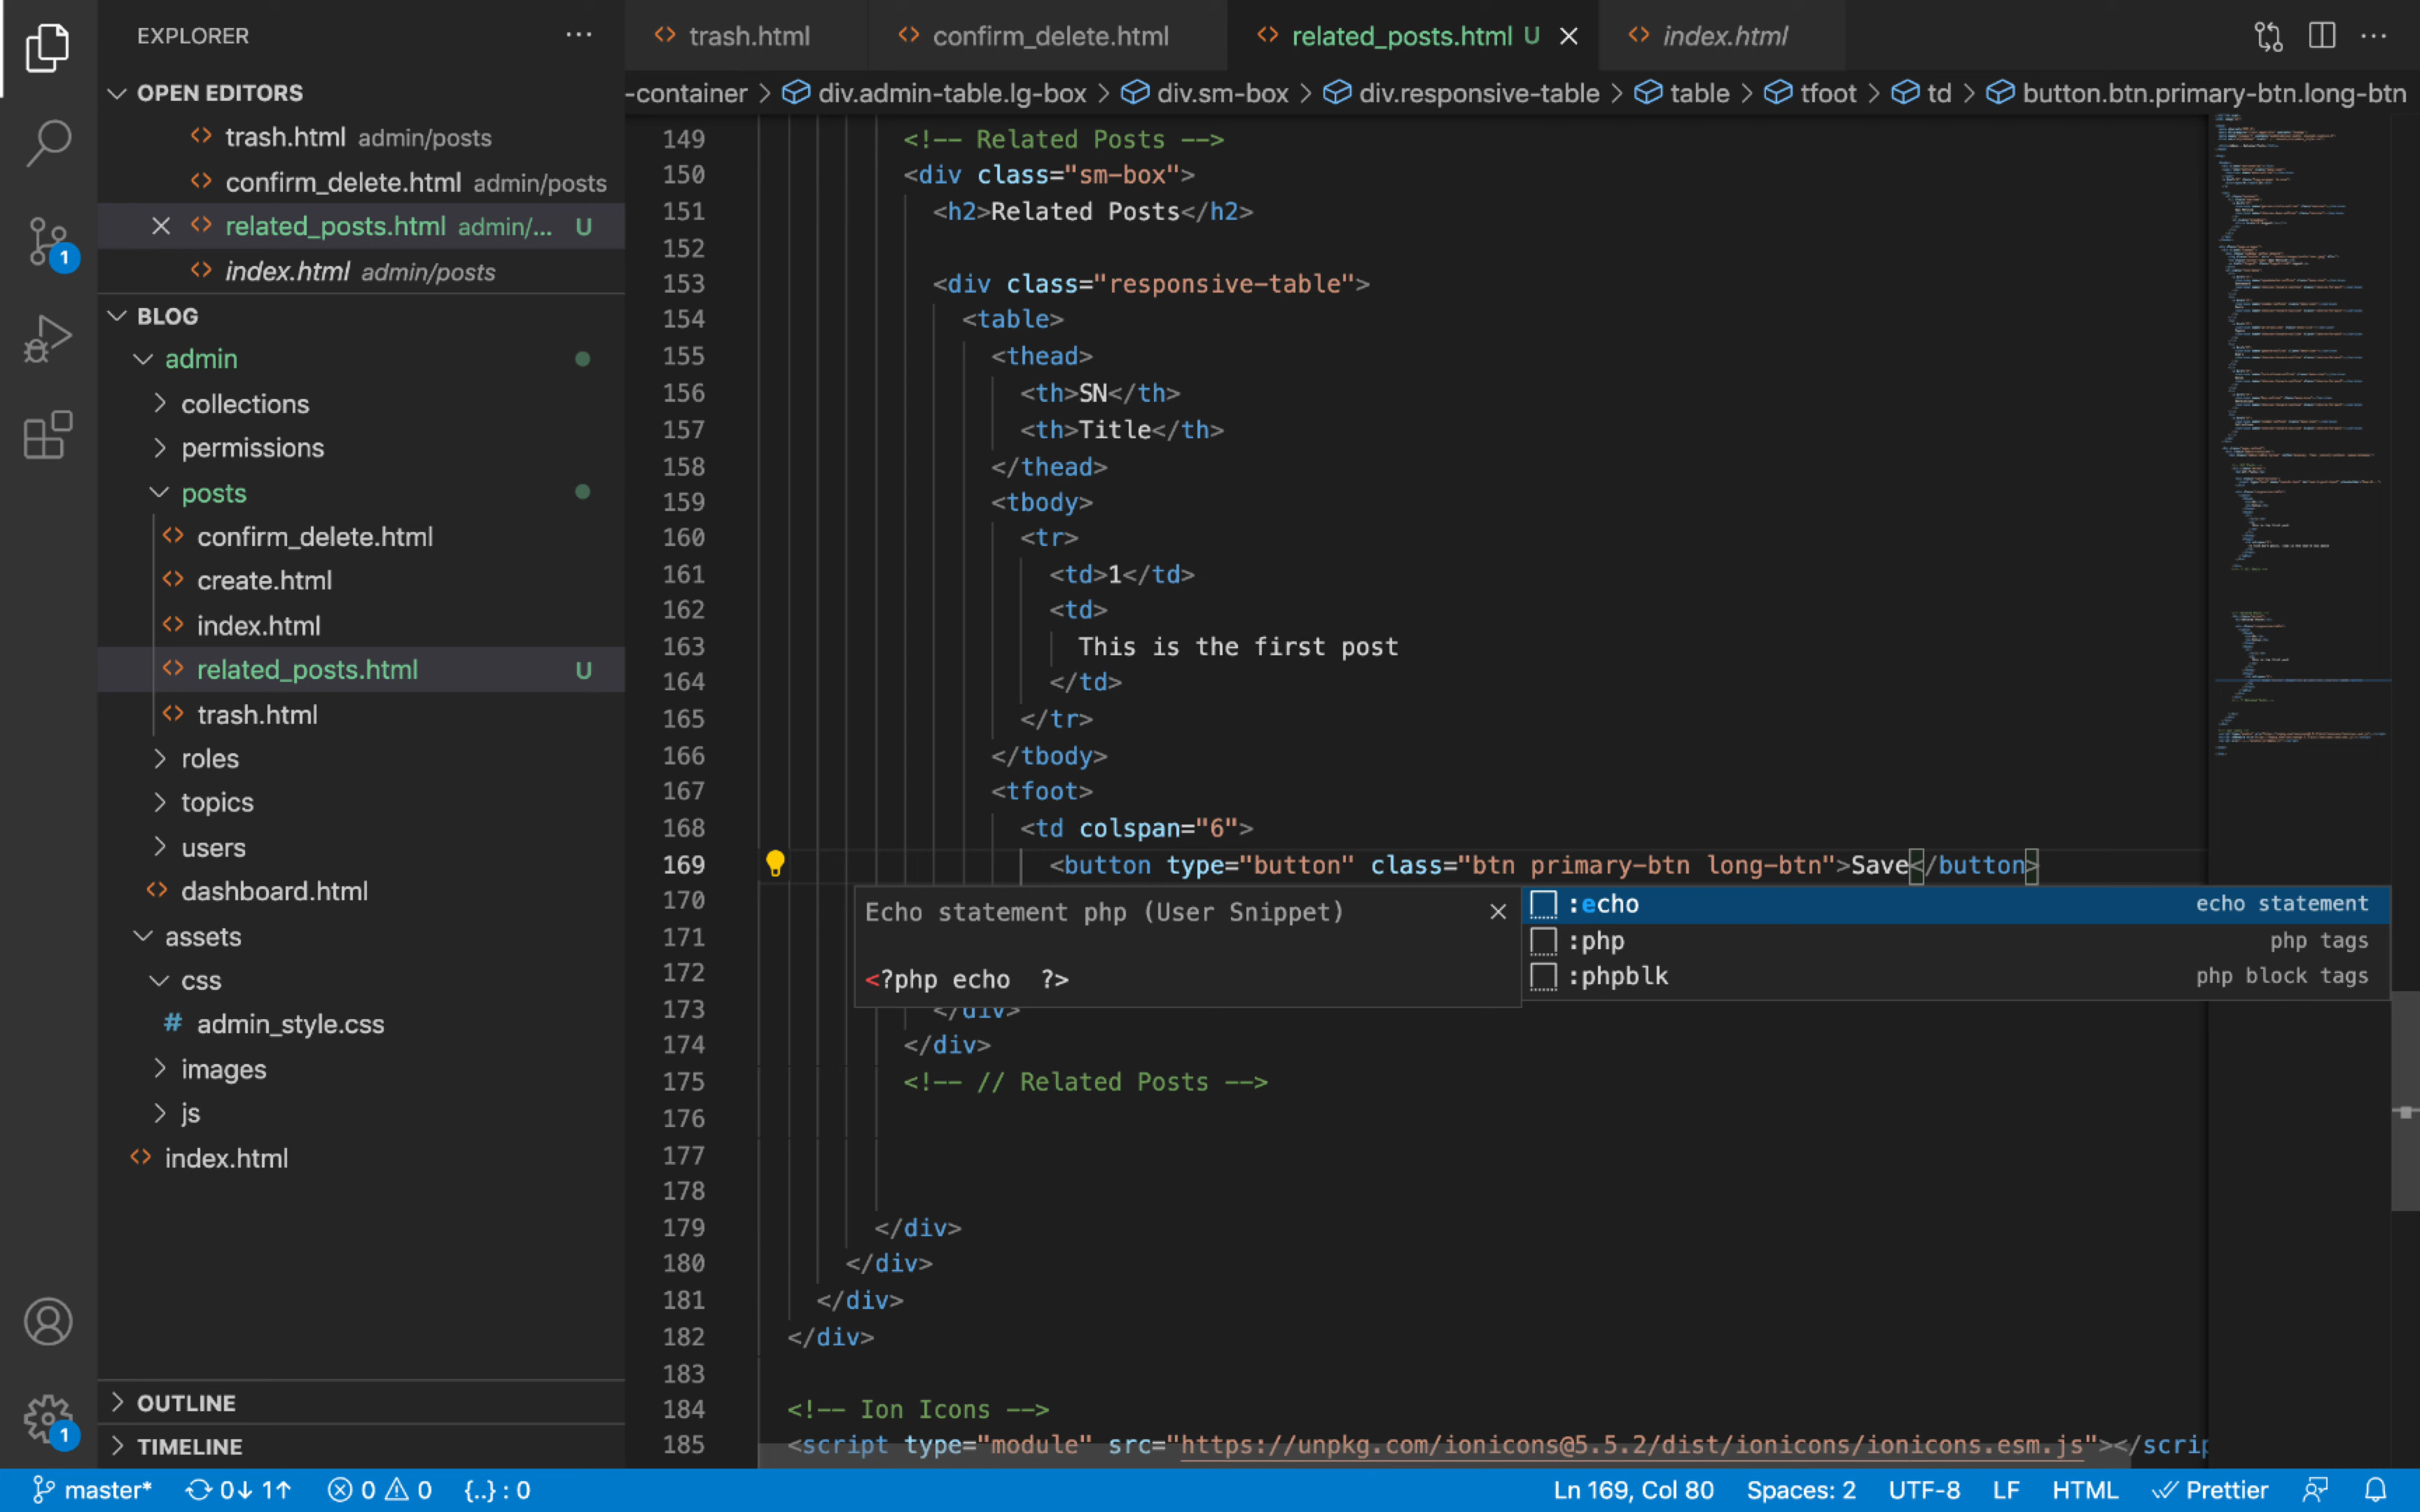 EXPLORER
OPEN EDITORS
trash.html admin/posts
confirm_delete.html admin/posts
related_posts.html admin/... U
index.html admin/posts
BLOG
admin
collections
permissions
posts
confirm_delete.html
create.html
index.html
related_posts.html U
trash.html
roles
topics
users
dashboard.html
assets
css
# admin_style.css
images
js
index.html
OUTLINE
TIMELINE
1
1
trash.html
confirm_delete.html
related_posts.html U
index.html
-container > div.admin-table.lg-box > div.sm-box > div.responsive-table > table > tfoot > td > button.btn.primary-btn.long-btn
149 <!-- Related Posts -->
150 <div class="sm-box">
151 <h2>Related Posts</h2>
152
153 <div class="responsive-table">
154 <table>
155 <thead>
156 <th>SN</th>
157 <th>Title</th>
158 </thead>
159 <tbody>
160 <tr>
161 <td>1</td>
162 <td>
163 This is the first post
164 </td>
165 </tr>
166 </tbody>
167 <tfoot>
168 <td colspan="6">
169 <button type="button" class="btn primary-btn long-btn">Save</button>
170
171
172
173 </div>
174 </div>
175 <!-- // Related Posts -->
176
177
178
179 </div>
180 </div>
181 </div>
182 </div>
183
184 <!-- Ion Icons -->
185 <script type="module" src="https://unpkg.com/ionicons@5.5.2/dist/ionicons/ionicons.esm.js"></scrip
Echo statement php (User Snippet)
<?php echo  ?>
:echo echo statement
:php php tags
:phpblk php block tags
master* 0↓ 1↑ 0 0 {..} : 0
Ln 169, Col 80 Spaces: 2 UTF-8 LF HTML Prettier